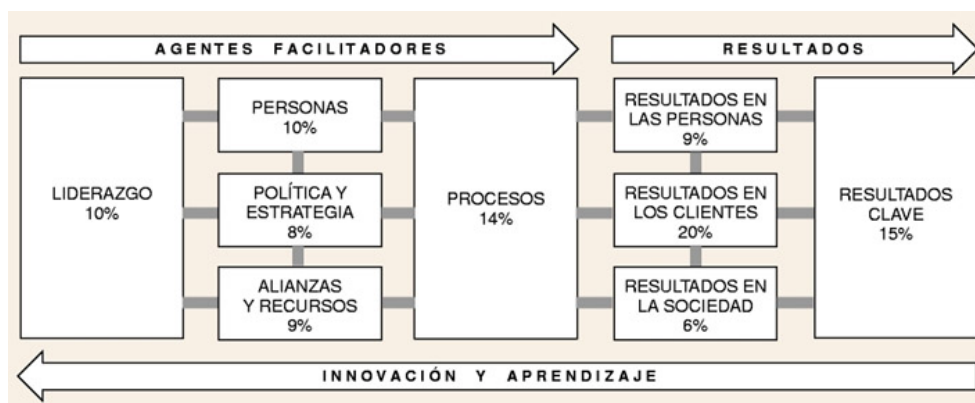 AGENTES FACILITADORES
RESULTADOS
LIDERAZGO
10%
PERSONAS
10%
POLÍTICA Y
ESTRATEGIA
8%
ALIANZAS
Y RECURSOS
9%
PROCESOS
14%
RESULTADOS EN
LAS PERSONAS
9%
RESULTADOS EN
LOS CLIENTES
20%
RESULTADOS EN
LA SOCIEDAD
6%
RESULTADOS
CLAVE
15%
INNOVACIÓN Y APRENDIZAJE